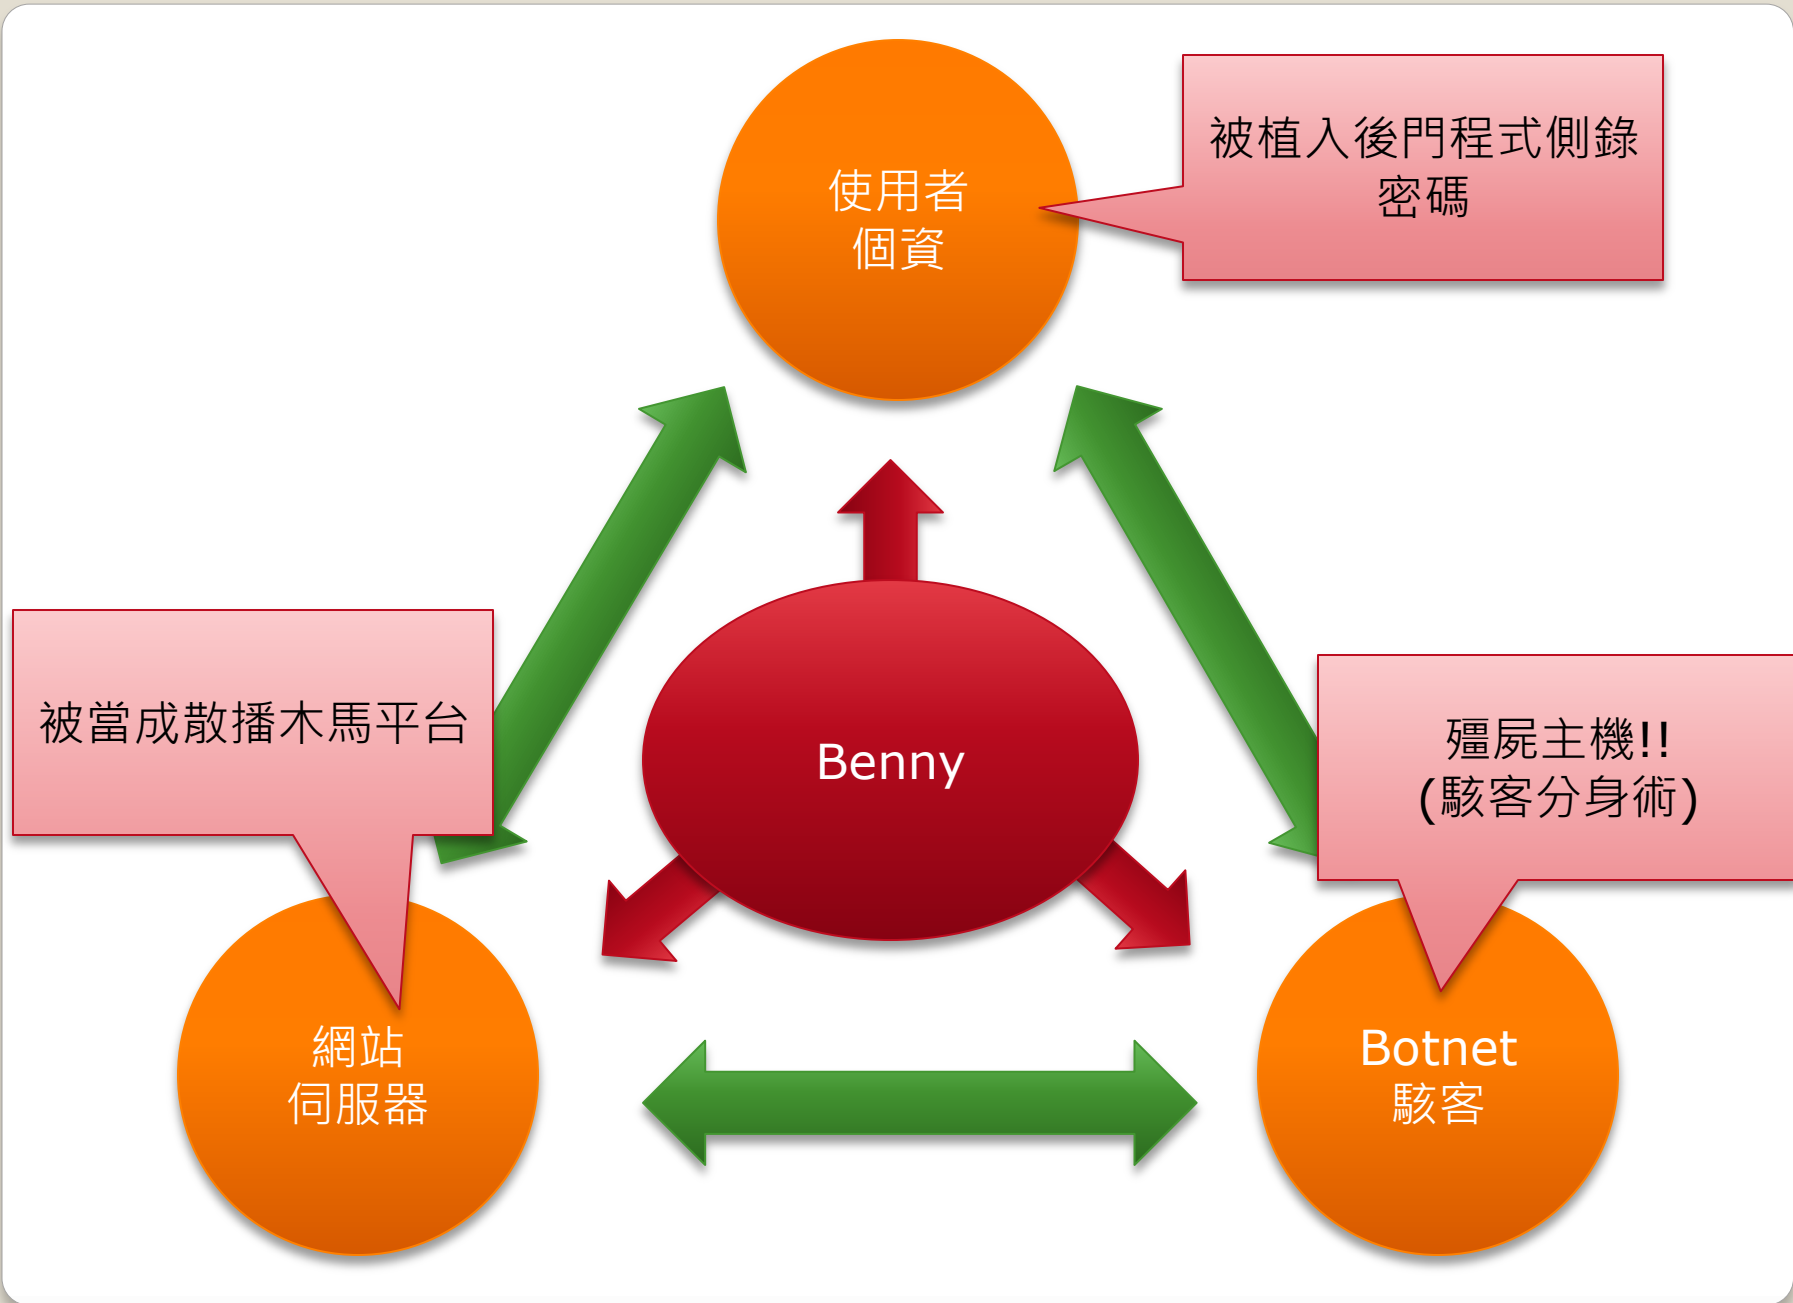 使用者
個資
被植入後門程式側錄
密碼
被當成散播木馬平台
Benny
殭屍主機!!
(駭客分身術)
網站
伺服器
Botnet
駭客